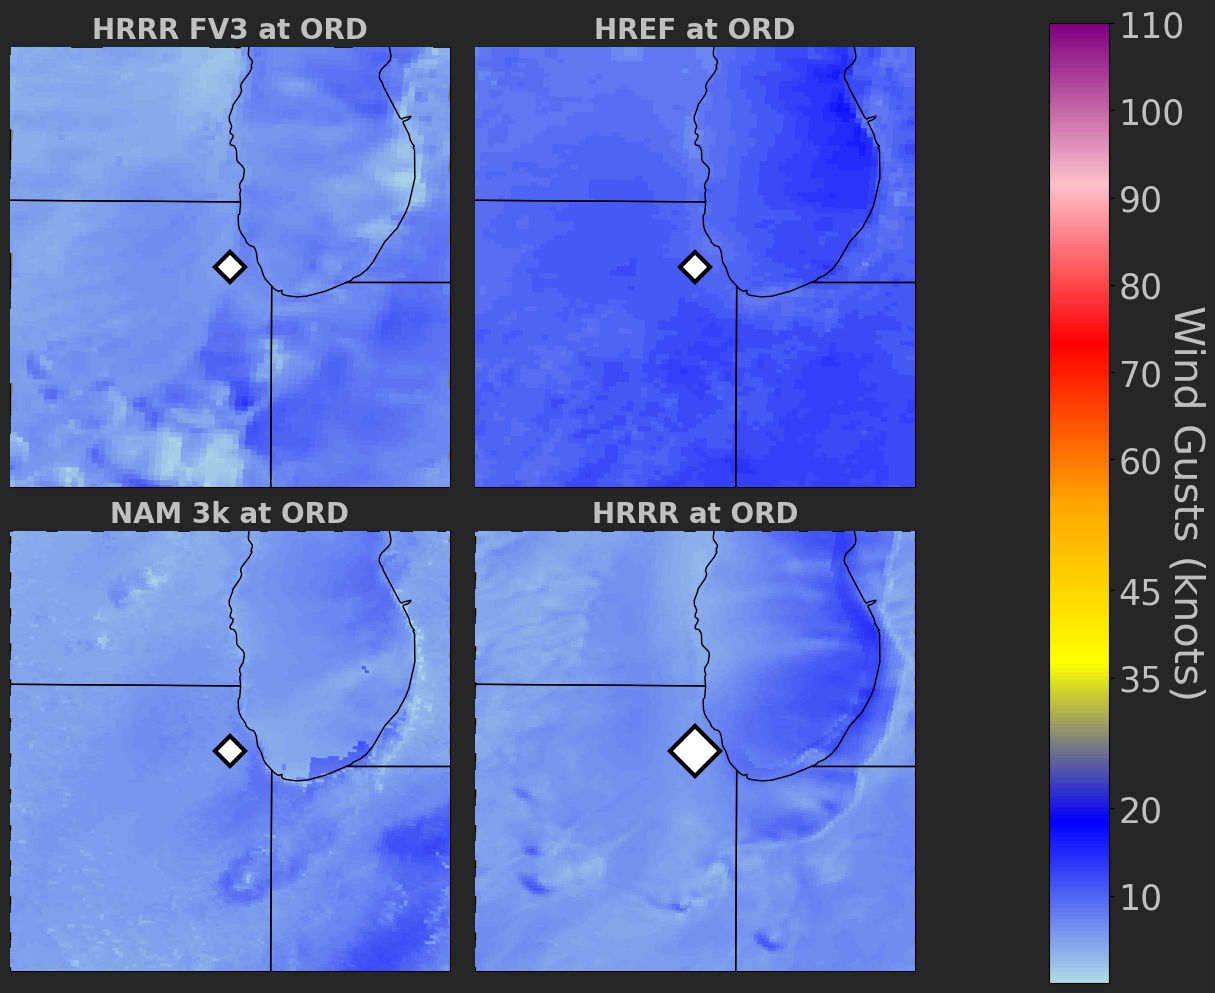 HRRR FV3 at ORD
HREF at ORD
NAM 3k at ORD
HRRR at ORD
110
100
90
80
70
60
45
35
20
10
Wind Gusts (knots)